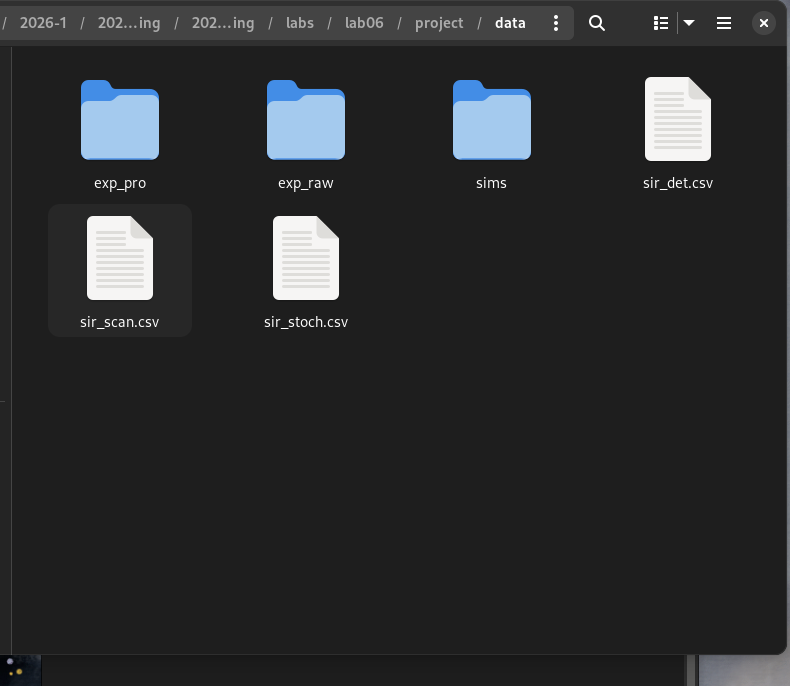 / 2026-1 / 202...ing / 202...ing / labs / lab06 / project / data
exp_pro exp_raw sims sir_det.csv
sir_scan.csv sir_stoch.csv